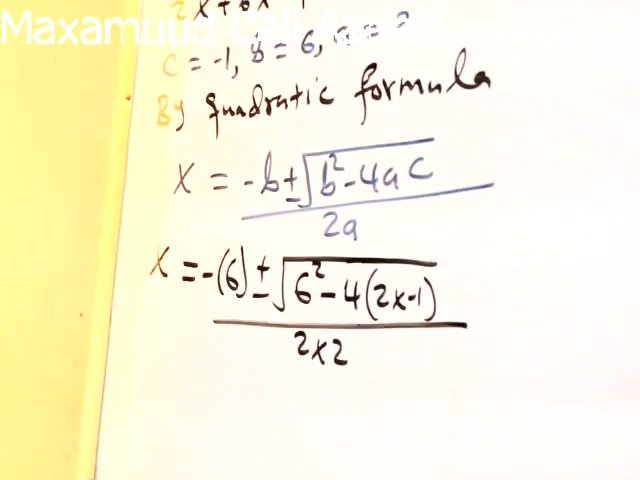 Maxamuud Cali
c = -1, b = 6,
By quadratic formula
X = -b ± √b² - 4ac
2a
X = -(6) ± √6² - 4(2x-1)
2x2